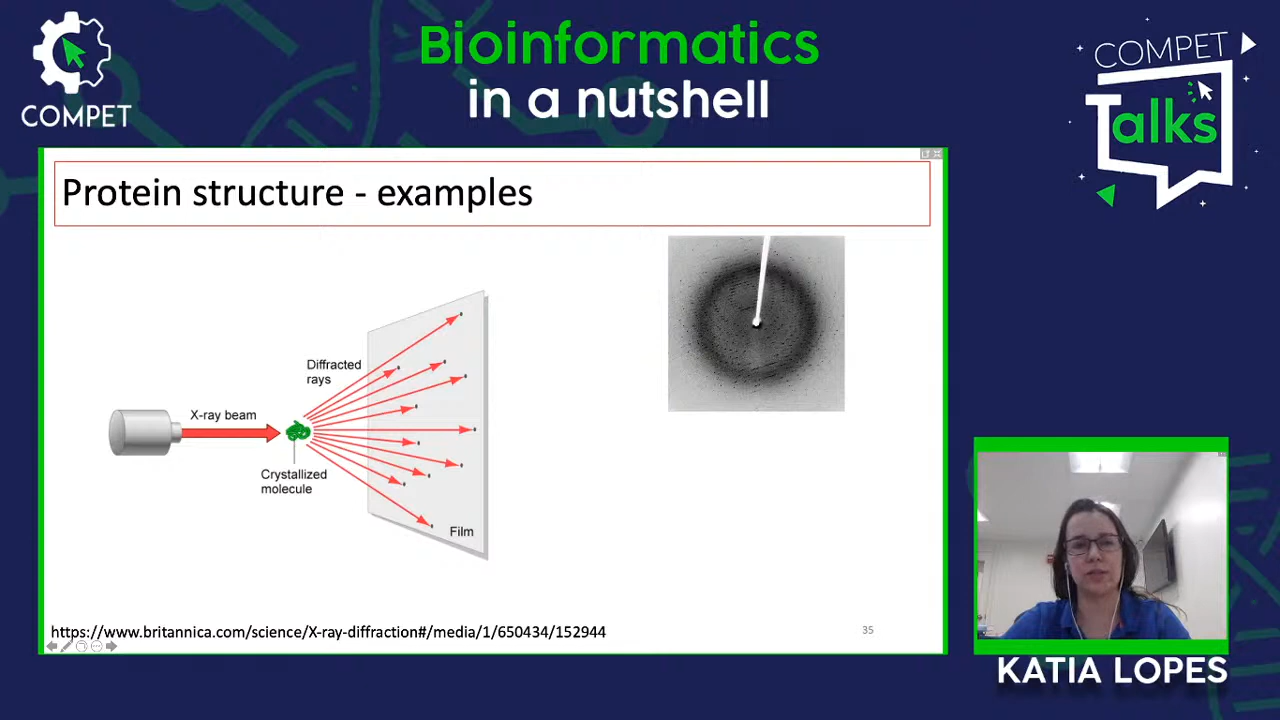 COMPET
Bioinformatics
in a nutshell
COMPET
Talks
Protein structure - examples
Diffracted
rays
X-ray beam
Crystallized
molecule
Film
https://www.britannica.com/science/X-ray-diffraction#/media/1/650434/152944
35
KATIA LOPES